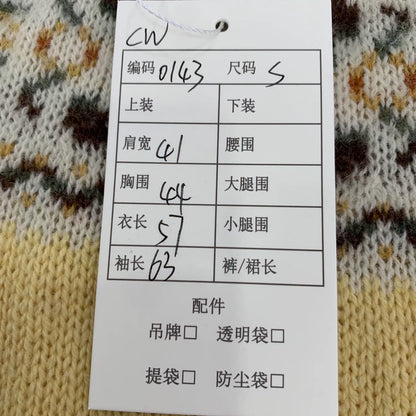 CW
编码 0143 尺码 S
上装 下装
肩宽 41 腰围
胸围 44 大腿围
衣长 57 小腿围
袖长 63 裤/裙长
配件
吊牌□ 透明袋□
提袋□ 防尘袋□